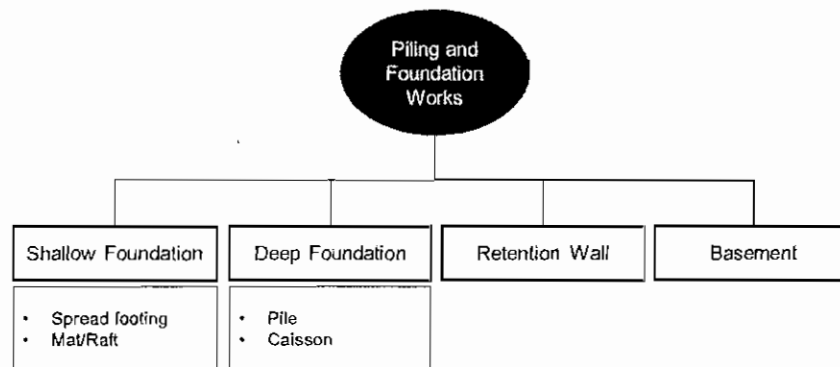 Piling and
Foundation
Works
Shallow Foundation
Deep Foundation
Retention Wall
Basement
• Spread footing
• Mat/Raft
• Pile
• Caisson